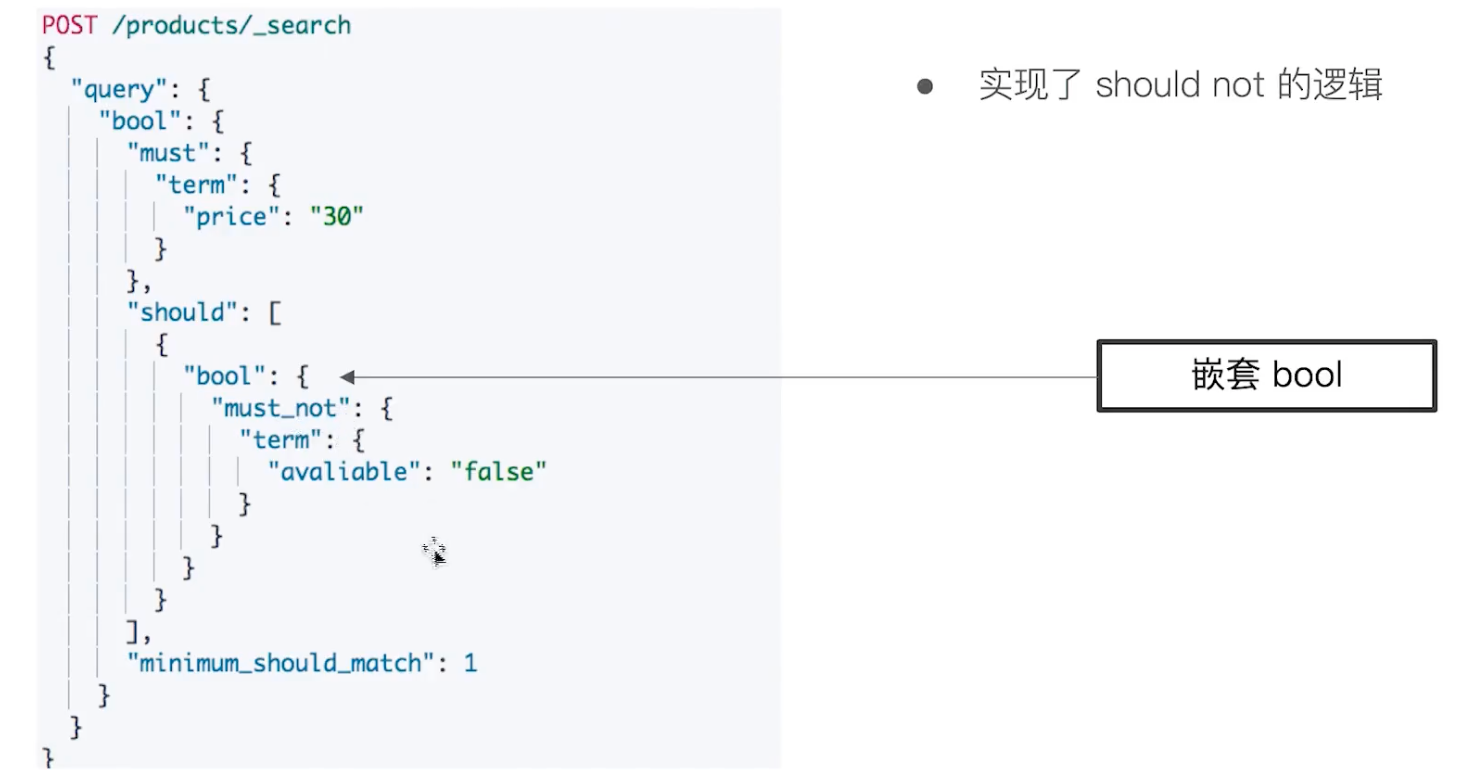 POST /products/_search
{
"query": {
"bool": {
"must": {
"term": {
"price": "30"
}
},
"should": [
{
"bool": {
"must_not": {
"term": {
"avaliable": "false"
}
}
}
}
],
"minimum_should_match": 1
}
}
}
● 实现了 should not 的逻辑
嵌套 bool